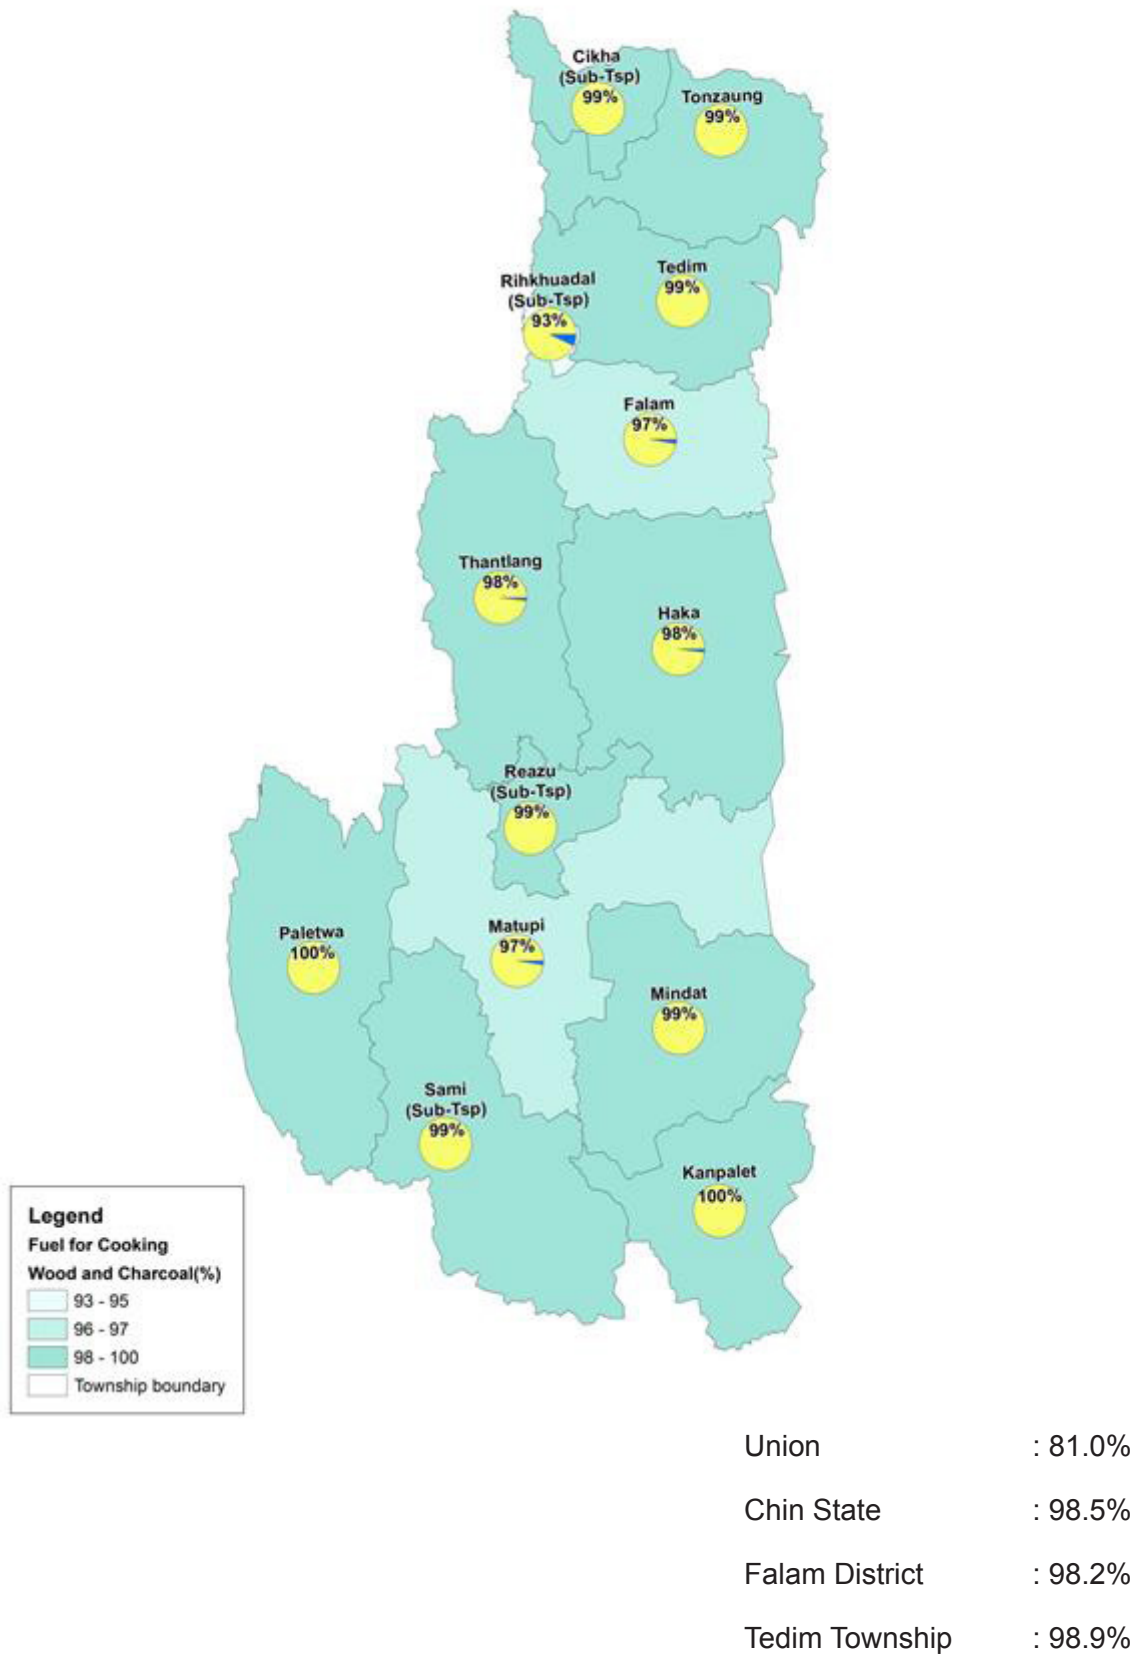 Cikha
(Sub-Tsp)
99%
Tonzaung
99%
Tedim
99%
Rihkhuadal
(Sub-Tsp)
93%
Falam
97%
Thantlang
98%
Haka
98%
Reazu
(Sub-Tsp)
99%
Paletwa
100%
Matupi
97%
Mindat
99%
Sami
(Sub-Tsp)
99%
Kanpalet
100%
Legend
Fuel for Cooking
Wood and Charcoal(%)
93 - 95
96 - 97
98 - 100
Township boundary
Union : 81.0%
Chin State : 98.5%
Falam District : 98.2%
Tedim Township : 98.9%